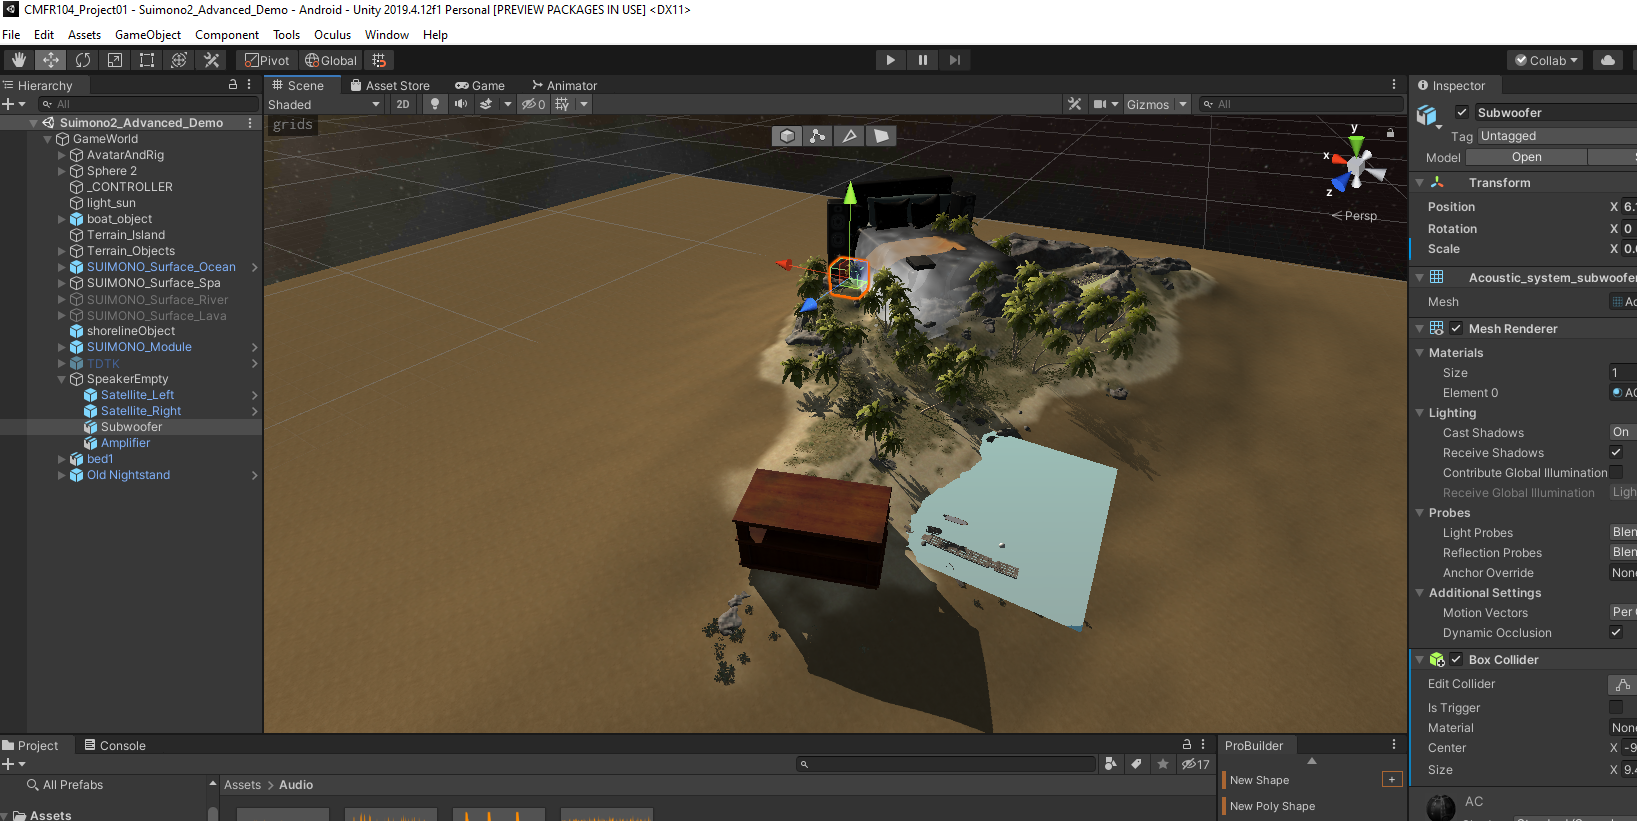 CMFR104_Project01 - Suimono2_Advanced_Demo - Android - Unity 2019.4.12f1 Personal [PREVIEW PACKAGES IN USE] <DX11>
File Edit Assets GameObject Component Tools Oculus Window Help
Pivot Global Collab
Hierarchy
All
Suimono2_Advanced_Demo
GameWorld
AvatarAndRig
Sphere 2
_CONTROLLER
light_sun
boat_object
Terrain_Island
Terrain_Objects
SUIMONO_Surface_Ocean
SUIMONO_Surface_Spa
SUIMONO_Surface_River
SUIMONO_Surface_Lava
shorelineObject
SUIMONO_Module
TDTK
SpeakerEmpty
Satellite_Left
Satellite_Right
Subwoofer
Amplifier
bed1
Old Nightstand
Scene Asset Store Game Animator
Shaded 2D 0 Gizmos All
grids
y
x
z
Persp
Inspector
Subwoofer
Tag Untagged
Model Open
Transform
Position X 6.
Rotation X 0
Scale X 0.
Acoustic_system_subwoofer
Mesh
Mesh Renderer
Materials
Size 1
Element 0
Lighting
Cast Shadows On
Receive Shadows
Contribute Global Illumination
Receive Global Illumination Ligh
Probes
Light Probes Blen
Reflection Probes Blen
Anchor Override None
Additional Settings
Motion Vectors Per
Dynamic Occlusion
Box Collider
Edit Collider
Is Trigger
Material None
Center X -9
Size X 9.4
AC
Project Console
17
All Prefabs
Assets
Assets > Audio
ProBuilder
New Shape +
New Poly Shape